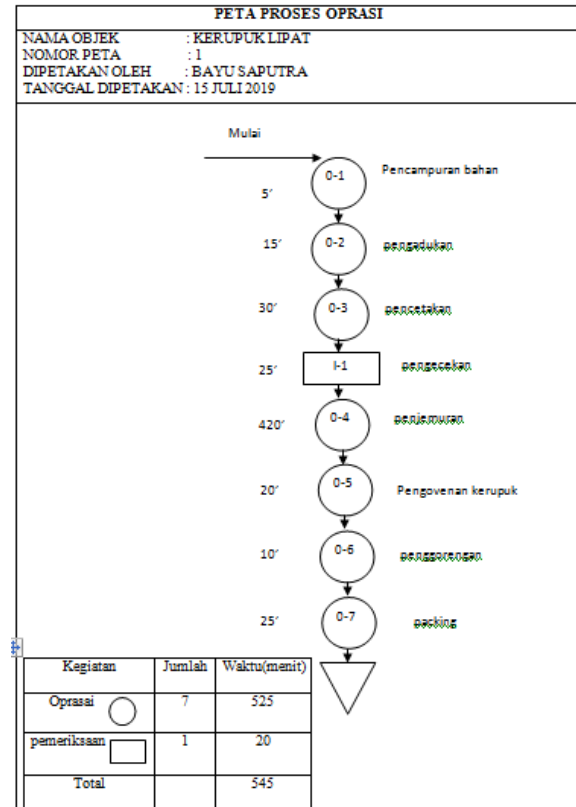 PETA PROSES OPRASI
NAMA OBJEK : KERUPUK LIPAT
NOMOR PETA : 1
DIPETAKAN OLEH : BAYU SAPUTRA
TANGGAL DIPETAKAN : 15 JULI 2019
Mulai
5' 0-1 Pencampuran bahan
15' 0-2 pengadukan
30' 0-3 pencetakan
25' I-1 pengecekan
420' 0-4 penjemuran
20' 0-5 Pengovenan kerupuk
10' 0-6 penggorengan
25' 0-7 packing
Kegiatan Jumlah Waktu(menit)
Oprasai 7 525
pemeriksaan 1 20
Total 545